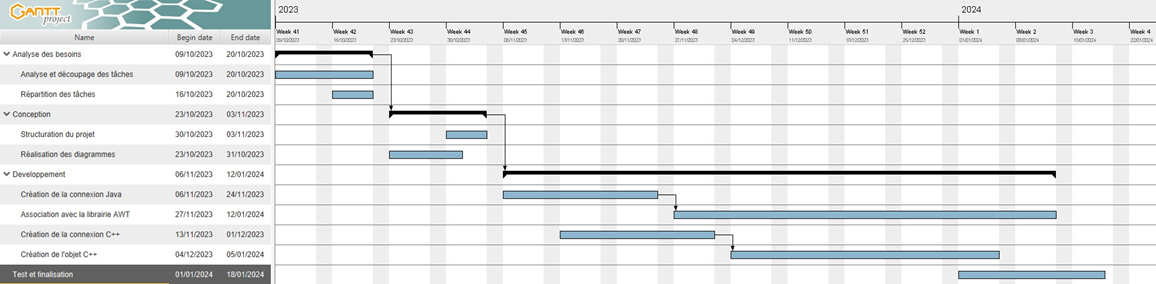 GANTT
project
2023
2024
Name Begin date End date
Week 41 Week 42 Week 43 Week 44 Week 45 Week 46 Week 47 Week 48 Week 49 Week 50 Week 51 Week 52 Week 1 Week 2 Week 3 Week 4
09/10/2023 16/10/2023 23/10/2023 30/10/2023 06/11/2023 13/11/2023 20/11/2023 27/11/2023 04/12/2023 11/12/2023 18/12/2023 25/12/2023 01/01/2024 08/01/2024 15/01/2024 22/01/2024
Analyse des besoins 09/10/2023 20/10/2023
Analyse et découpage des tâches 09/10/2023 20/10/2023
Répartition des tâches 16/10/2023 20/10/2023
Conception 23/10/2023 03/11/2023
Structuration du projet 30/10/2023 03/11/2023
Réalisation des diagrammes 23/10/2023 31/10/2023
Developpement 06/11/2023 12/01/2024
Création de la connexion Java 06/11/2023 24/11/2023
Association avec la librairie AWT 27/11/2023 12/01/2024
Création de la connexion C++ 13/11/2023 01/12/2023
Création de l'objet C++ 04/12/2023 05/01/2024
Test et finalisation 01/01/2024 18/01/2024